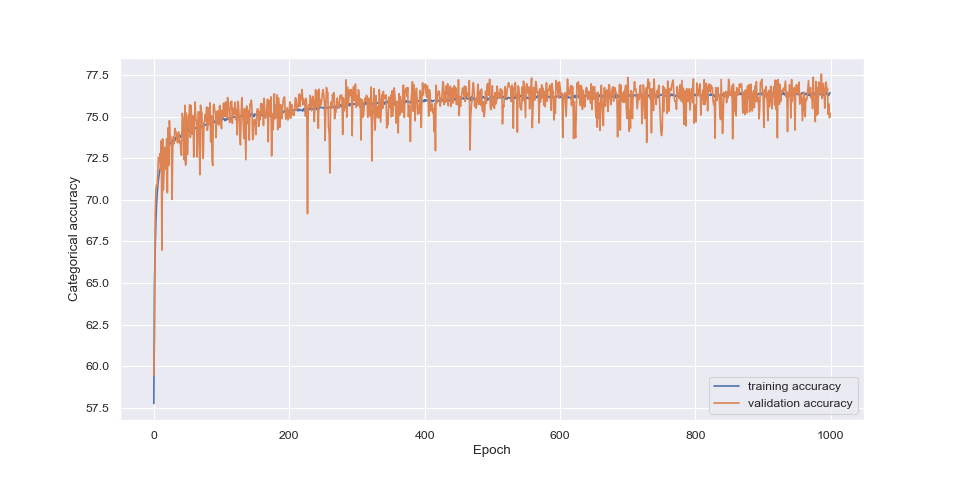 77.5
75.0
72.5
70.0
67.5
65.0
62.5
60.0
57.5
Categorical accuracy
0 200 400 600 800 1000
Epoch
training accuracy
validation accuracy